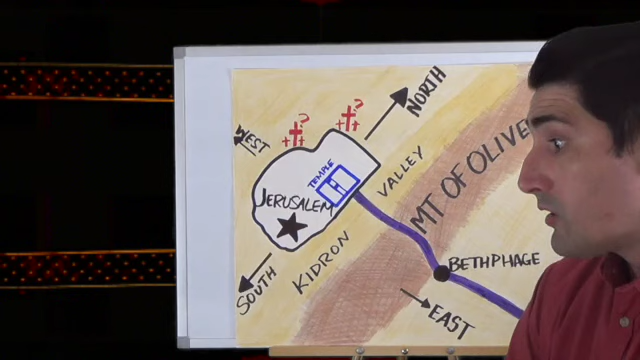 NORTH
?
?
WEST
TEMPLE
VALLEY
MT OF OLIVE
JERUSALEM
KIDRON
BETHPHAGE
SOUTH
EAST